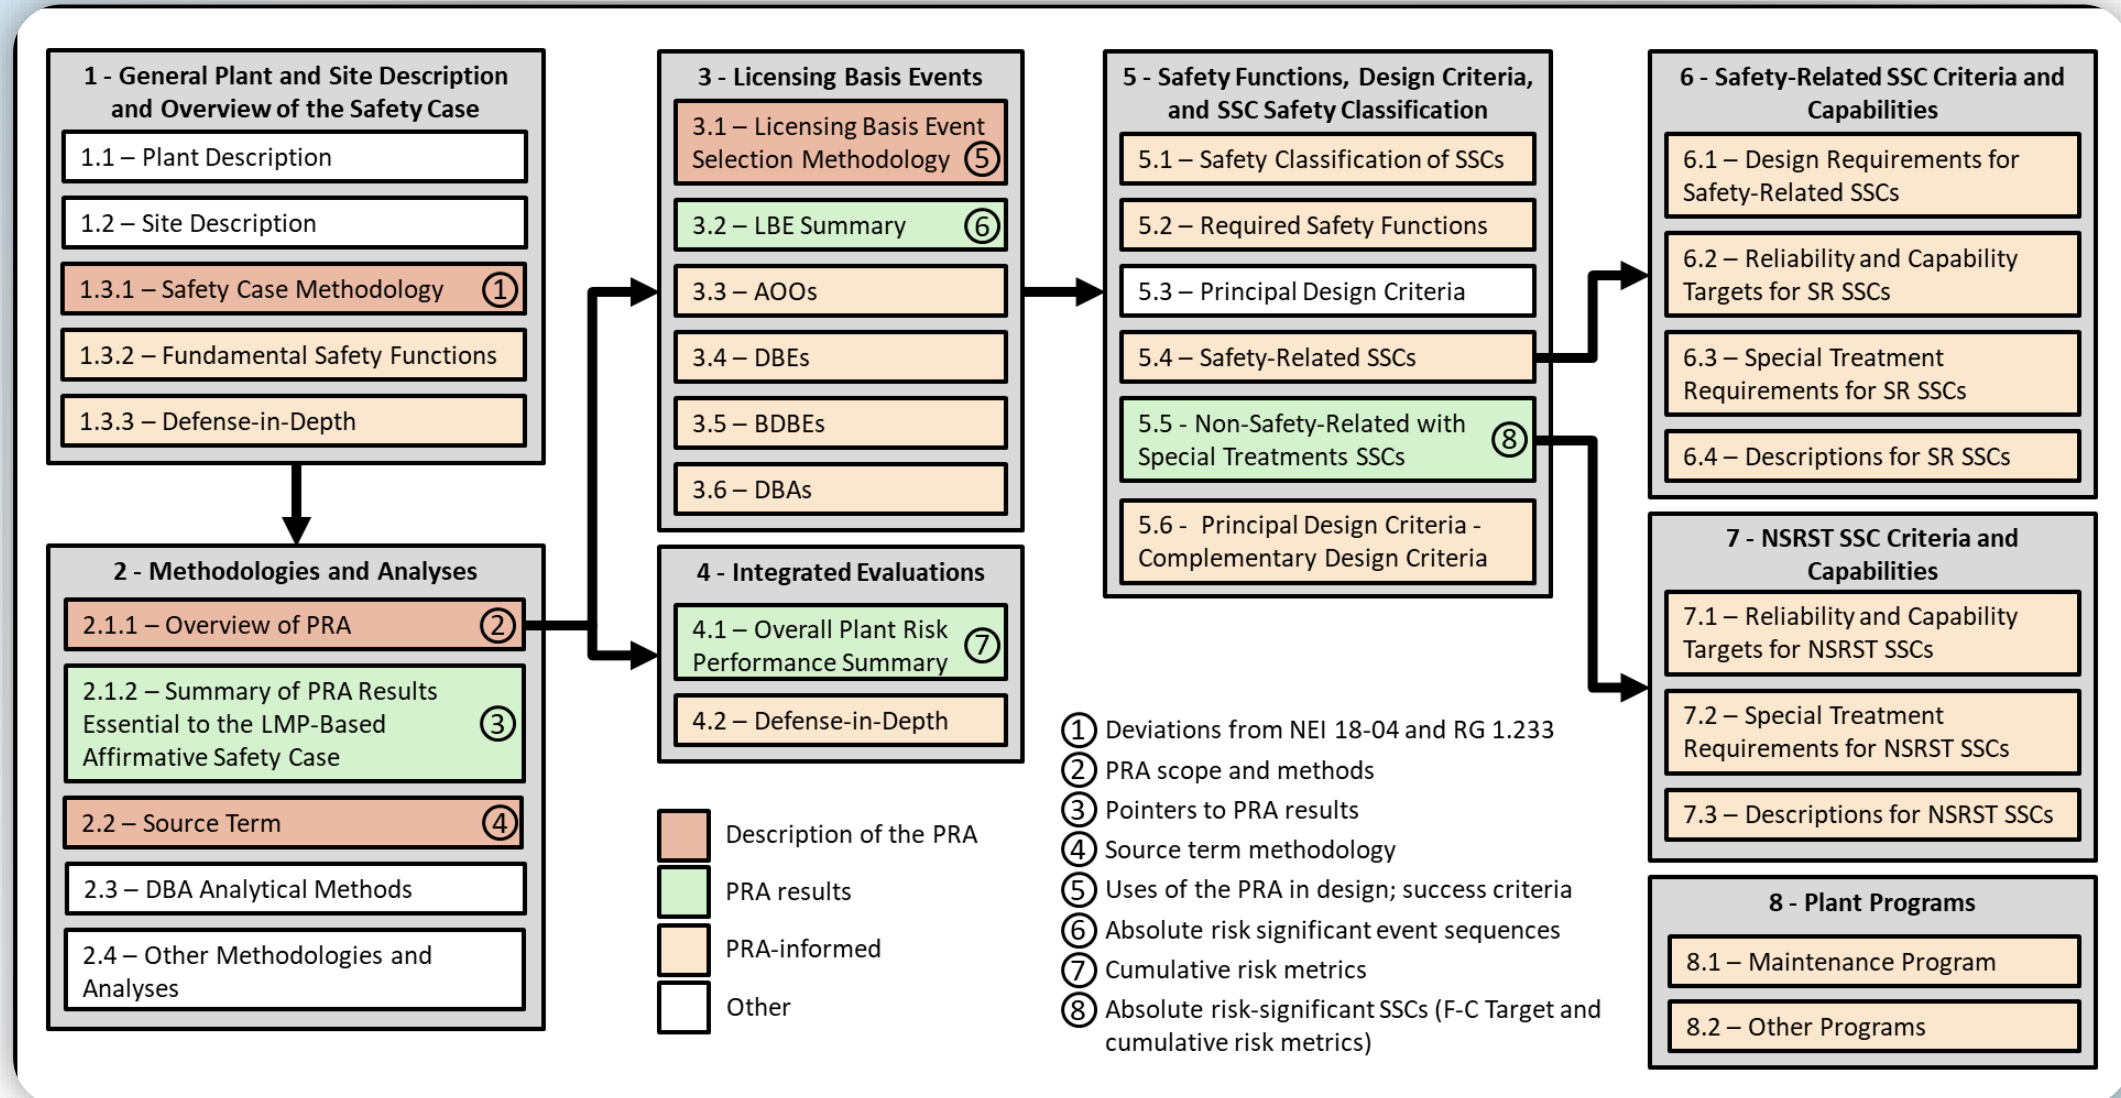 1 - General Plant and Site Description
and Overview of the Safety Case
1.1 – Plant Description
1.2 – Site Description
1.3.1 – Safety Case Methodology ①
1.3.2 – Fundamental Safety Functions
1.3.3 – Defense-in-Depth
2 - Methodologies and Analyses
2.1.1 – Overview of PRA ②
2.1.2 – Summary of PRA Results
Essential to the LMP-Based ③
Affirmative Safety Case
2.2 – Source Term ④
2.3 – DBA Analytical Methods
2.4 – Other Methodologies and
Analyses
3 - Licensing Basis Events
3.1 – Licensing Basis Event
Selection Methodology ⑤
3.2 – LBE Summary ⑥
3.3 – AOOs
3.4 – DBEs
3.5 – BDBEs
3.6 – DBAs
4 - Integrated Evaluations
4.1 – Overall Plant Risk ⑦
Performance Summary
4.2 – Defense-in-Depth
Description of the PRA
PRA results
PRA-informed
Other
5 - Safety Functions, Design Criteria,
and SSC Safety Classification
5.1 – Safety Classification of SSCs
5.2 – Required Safety Functions
5.3 – Principal Design Criteria
5.4 – Safety-Related SSCs
5.5 - Non-Safety-Related with ⑧
Special Treatments SSCs
5.6 - Principal Design Criteria -
Complementary Design Criteria
① Deviations from NEI 18-04 and RG 1.233
② PRA scope and methods
③ Pointers to PRA results
④ Source term methodology
⑤ Uses of the PRA in design; success criteria
⑥ Absolute risk significant event sequences
⑦ Cumulative risk metrics
⑧ Absolute risk-significant SSCs (F-C Target and
cumulative risk metrics)
6 - Safety-Related SSC Criteria and
Capabilities
6.1 – Design Requirements for
Safety-Related SSCs
6.2 – Reliability and Capability
Targets for SR SSCs
6.3 – Special Treatment
Requirements for SR SSCs
6.4 – Descriptions for SR SSCs
7 - NSRST SSC Criteria and
Capabilities
7.1 – Reliability and Capability
Targets for NSRST SSCs
7.2 – Special Treatment
Requirements for NSRST SSCs
7.3 – Descriptions for NSRST SSCs
8 - Plant Programs
8.1 – Maintenance Program
8.2 – Other Programs